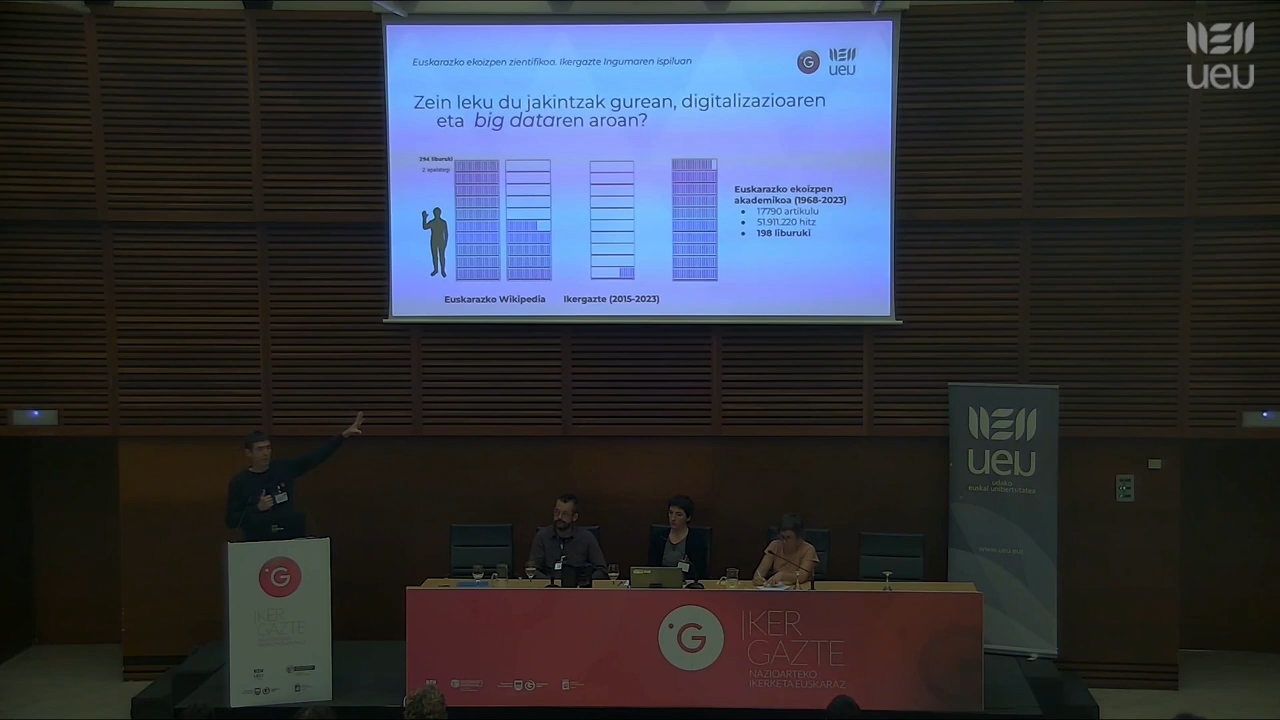 Euskarazko ekoizpen zientifikoa. Ikergazte Ingumaren ispiluan
G
UEU
Zein leku du jakintzak gurean, digitalizazioaren
eta big dataren aroan?
294 liburuki
2 apalategi
Euskarazko ekoizpen
akademikoa (1968-2023)
17790 artikulu
51.911.220 hitz
198 liburuki
Euskarazko Wikipedia
Ikergazte (2015-2023)
UEU
UEU
udako
euskal unibertsitatea
G
IKER
GAZTE
G
IKER
GAZTE
NAZIOARTEKO
IKERKETA EUSKARAZ